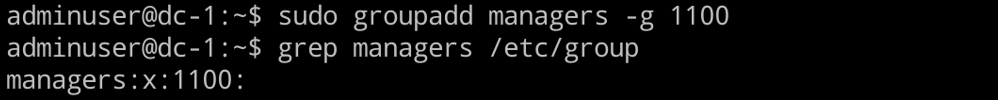 adminuser@dc-1:~$ sudo groupadd managers -g 1100
adminuser@dc-1:~$ grep managers /etc/group
managers:x:1100: